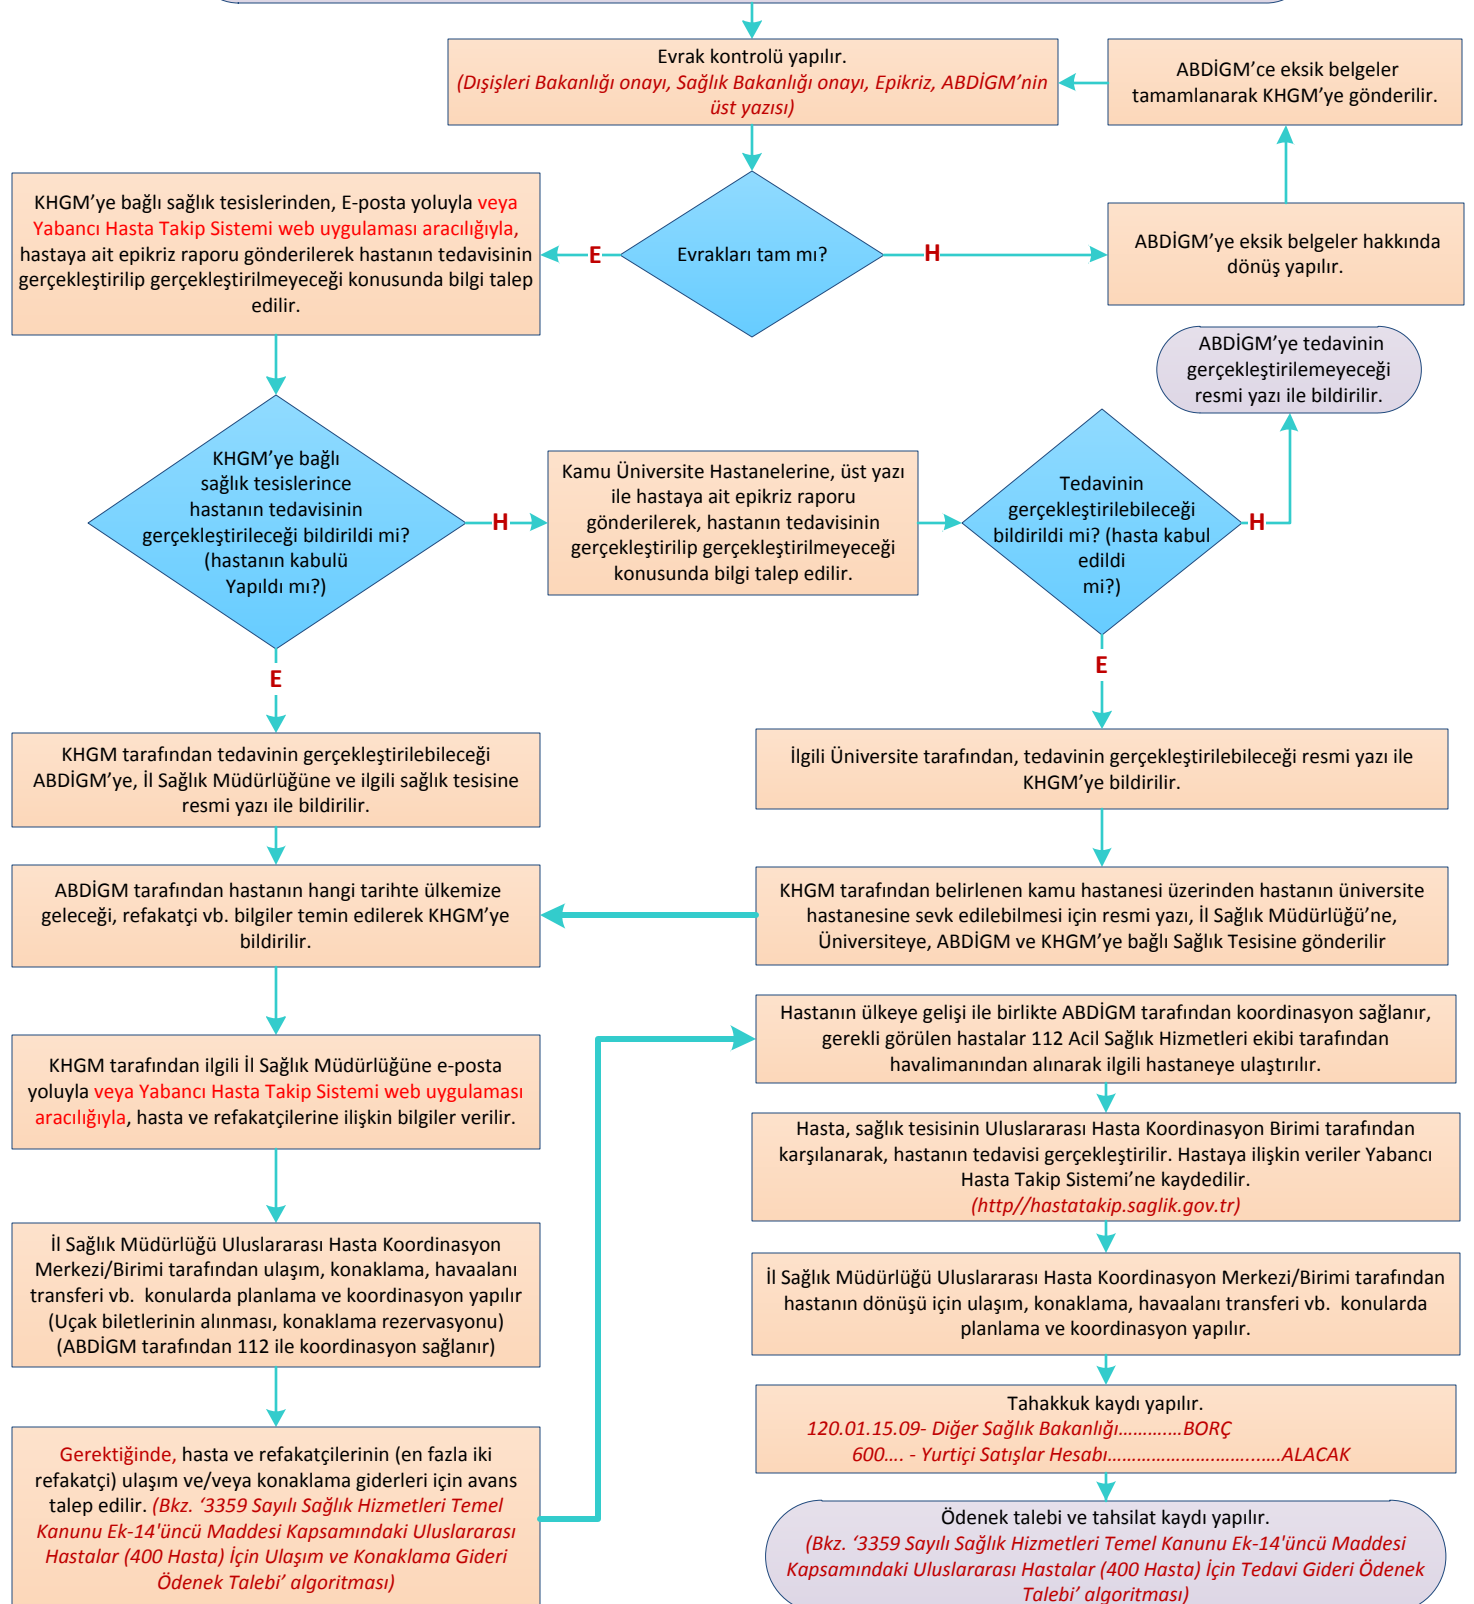 Evrak kontrolü yapılır.
(Dışişleri Bakanlığı onayı, Sağlık Bakanlığı onayı, Epikriz, ABDİGM’nin
üst yazısı)
ABDİGM’ce eksik belgeler
tamamlanarak KHGM’ye gönderilir.
KHGM’ye bağlı sağlık tesislerinden, E-posta yoluyla veya
Yabancı Hasta Takip Sistemi web uygulaması aracılığıyla,
hastaya ait epikriz raporu gönderilerek hastanın tedavisinin
gerçekleştirilip gerçekleştirilmeyeceği konusunda bilgi talep
edilir.
E
Evrakları tam mı?
H
ABDİGM’ye eksik belgeler hakkında
dönüş yapılır.
ABDİGM’ye tedavinin
gerçekleştirilemeyeceği
resmi yazı ile bildirilir.
KHGM’ye bağlı
sağlık tesislerince
hastanın tedavisinin
gerçekleştirileceği bildirildi mi?
(hastanın kabulü
Yapıldı mı?)
H
Kamu Üniversite Hastanelerine, üst yazı
ile hastaya ait epikriz raporu
gönderilerek, hastanın tedavisinin
gerçekleştirilip gerçekleştirilmeyeceği
konusunda bilgi talep edilir.
Tedavinin
gerçekleştirilebileceği
bildirildi mi? (hasta kabul
edildi
mi?)
H
E
E
KHGM tarafından tedavinin gerçekleştirilebileceği
ABDİGM’ye, İl Sağlık Müdürlüğüne ve ilgili sağlık tesisine
resmi yazı ile bildirilir.
İlgili Üniversite tarafından, tedavinin gerçekleştirilebileceği resmi yazı ile
KHGM’ye bildirilir.
ABDİGM tarafından hastanın hangi tarihte ülkemize
geleceği, refakatçi vb. bilgiler temin edilerek KHGM’ye
bildirilir.
KHGM tarafından belirlenen kamu hastanesi üzerinden hastanın üniversite
hastanesine sevk edilebilmesi için resmi yazı, İl Sağlık Müdürlüğü’ne,
Üniversiteye, ABDİGM ve KHGM’ye bağlı Sağlık Tesisine gönderilir
KHGM tarafından ilgili İl Sağlık Müdürlüğüne e-posta
yoluyla veya Yabancı Hasta Takip Sistemi web uygulaması
aracılığıyla, hasta ve refakatçilerine ilişkin bilgiler verilir.
Hastanın ülkeye gelişi ile birlikte ABDİGM tarafından koordinasyon sağlanır,
gerekli görülen hastalar 112 Acil Sağlık Hizmetleri ekibi tarafından
havalimanından alınarak ilgili hastaneye ulaştırılır.
Hasta, sağlık tesisinin Uluslararası Hasta Koordinasyon Birimi tarafından
karşılanarak, hastanın tedavisi gerçekleştirilir. Hastaya ilişkin veriler Yabancı
Hasta Takip Sistemi’ne kaydedilir.
(http//hastatakip.saglik.gov.tr)
İl Sağlık Müdürlüğü Uluslararası Hasta Koordinasyon
Merkezi/Birimi tarafından ulaşım, konaklama, havaalanı
transferi vb. konularda planlama ve koordinasyon yapılır
(Uçak biletlerinin alınması, konaklama rezervasyonu)
(ABDİGM tarafından 112 ile koordinasyon sağlanır)
İl Sağlık Müdürlüğü Uluslararası Hasta Koordinasyon Merkezi/Birimi tarafından
hastanın dönüşü için ulaşım, konaklama, havaalanı transferi vb. konularda
planlama ve koordinasyon yapılır.
Tahakkuk kaydı yapılır.
120.01.15.09- Diğer Sağlık Bakanlığı..............BORÇ
600.... - Yurtiçi Satışlar Hesabı..............................ALACAK
Gerektiğinde, hasta ve refakatçilerinin (en fazla iki
refakatçi) ulaşım ve/veya konaklama giderleri için avans
talep edilir. (Bkz. ‘3359 Sayılı Sağlık Hizmetleri Temel
Kanunu Ek-14'üncü Maddesi Kapsamındaki Uluslararası
Hastalar (400 Hasta) İçin Ulaşım ve Konaklama Gideri
Ödenek Talebi’ algoritması)
Ödenek talebi ve tahsilat kaydı yapılır.
(Bkz. ‘3359 Sayılı Sağlık Hizmetleri Temel Kanunu Ek-14'üncü Maddesi
Kapsamındaki Uluslararası Hastalar (400 Hasta) İçin Tedavi Gideri Ödenek
Talebi’ algoritması)